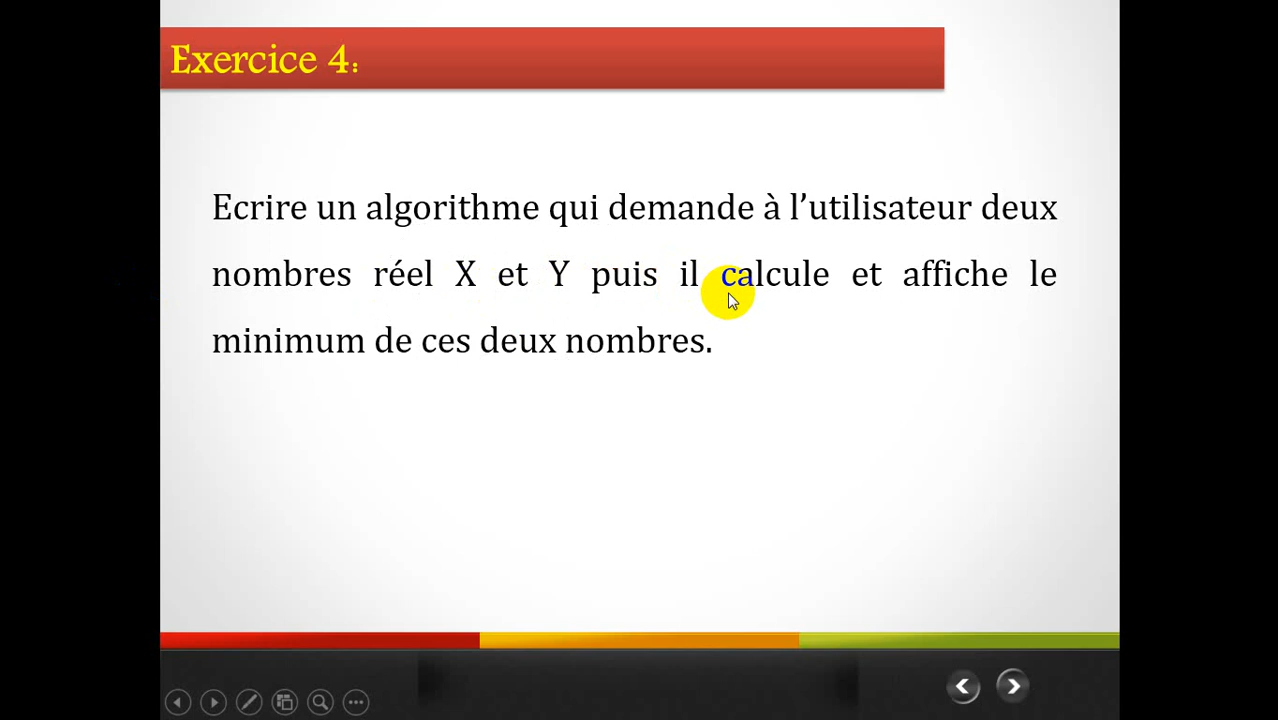 Exercice 4:
Ecrire un algorithme qui demande à l’utilisateur deux
nombres réel X et Y puis il calcule et affiche le
minimum de ces deux nombres.